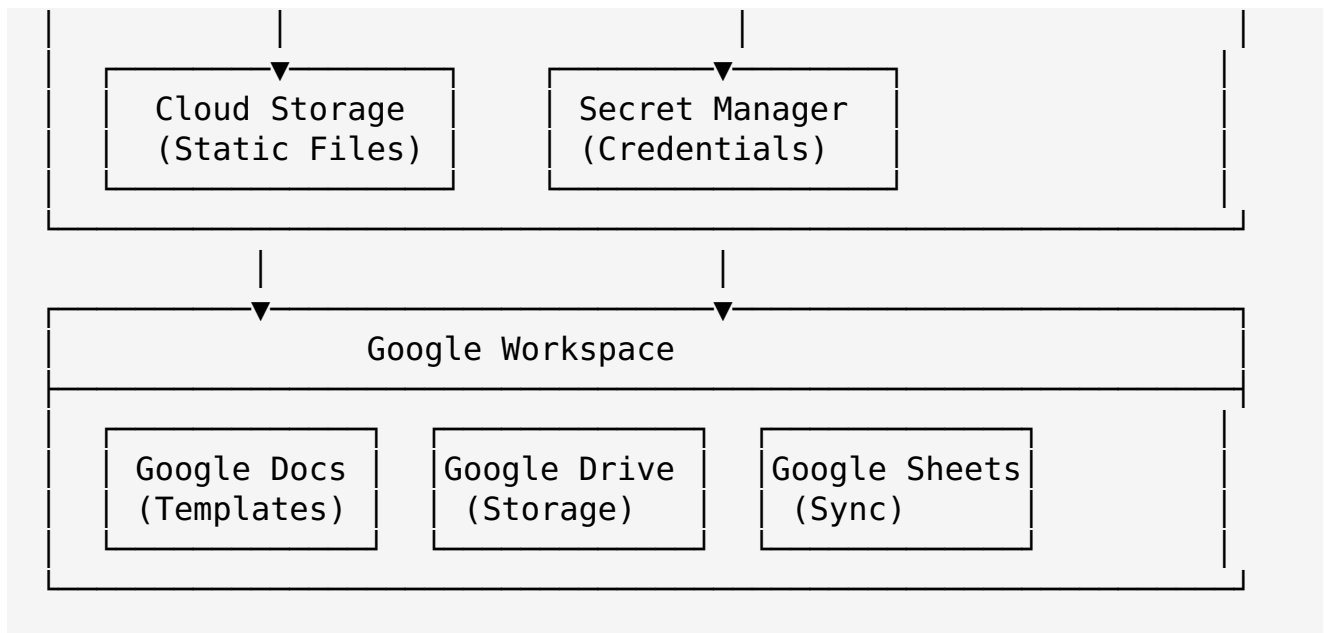 Cloud Storage Secret Manager
(Static Files) (Credentials)
Google Workspace
Google Docs Google Drive Google Sheets
(Templates) (Storage) (Sync)